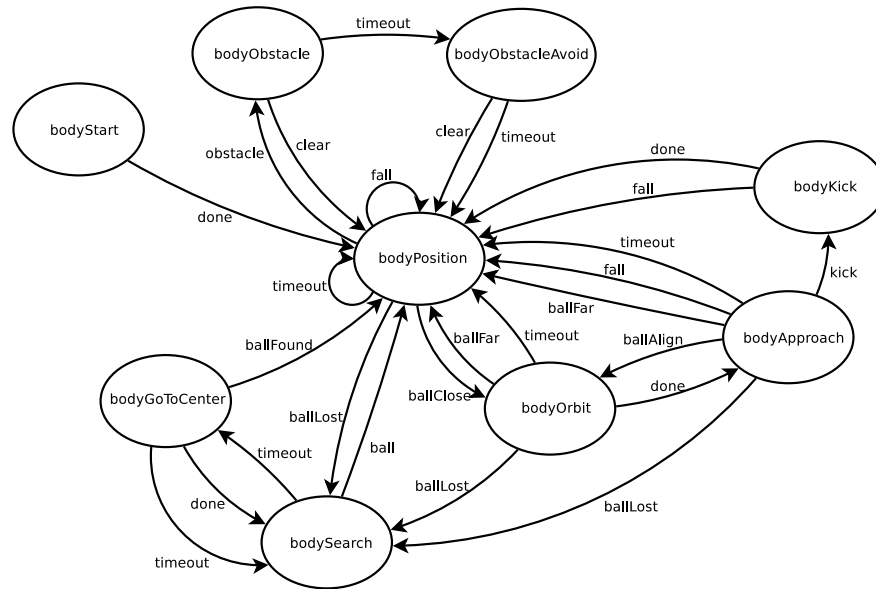 timeout
bodyObstacle
bodyObstacleAvoid
bodyStart
clear
timeout
obstacle
clear
done
fall
bodyKick
fall
done
timeout
bodyPosition
fall
timeout
kick
ballFar
ballFound
ballFar
timeout
ballAlign
bodyApproach
bodyGoToCenter
ballClose
done
ballLost
bodyOrbit
ball
timeout
ballLost
done
ballLost
bodySearch
timeout